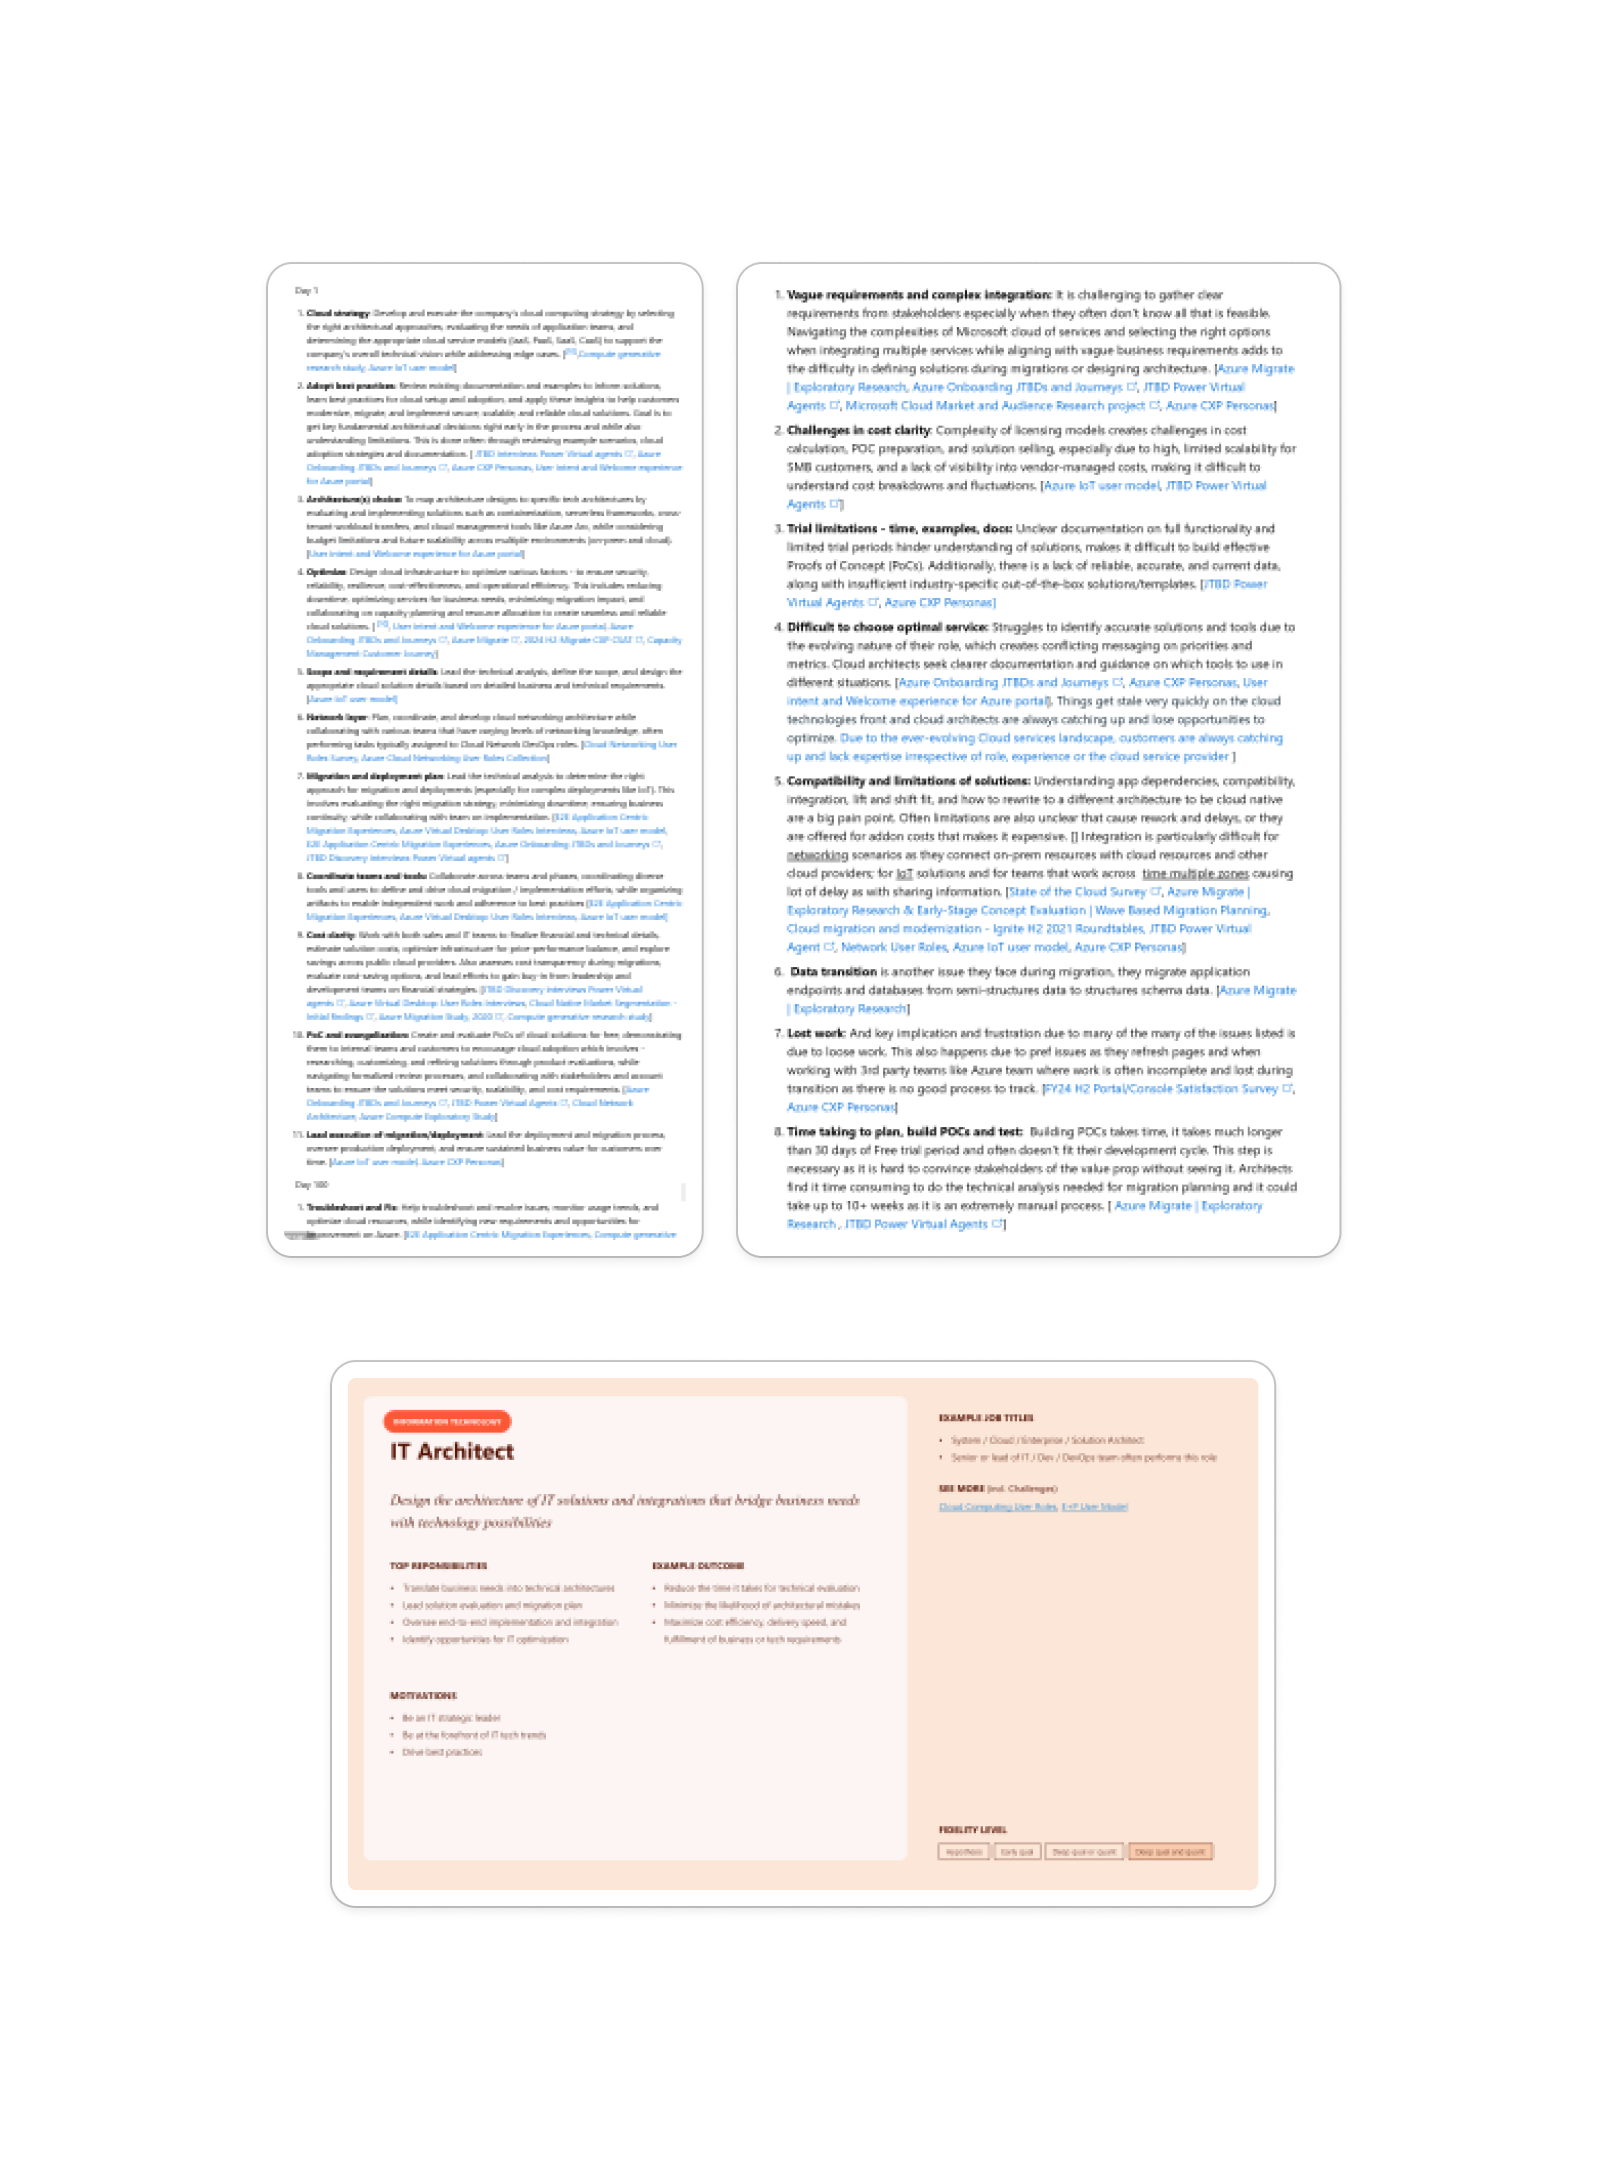 Day 1
1. Cloud strategy: Develop and execute the company's cloud computing strategy by selecting
the right architectural approaches, evaluating the needs of application teams, and
determining the appropriate cloud service models (IaaS, PaaS, SaaS, CaaS) to support the
company's overall technical vision while addressing edge cases. [Compute generative
research study, Azure IoT user model]
2. Adopt best practices: Review existing documentation and examples to inform solutions,
learn best practices for cloud setup and adoption, and apply these insights to help customers
modernize, migrate, and implement secure, scalable, and reliable cloud solutions. Goal is to
get key fundamental architectural decisions right early in the process and while also
understanding limitations. This is done often through reviewing example scenarios, cloud
adoption strategies and documentation. [ JTBD Interviews Power Virtual agents, Azure
Onboarding JTBDs and Journeys, Azure CXP Personas, User Intent and Welcome experience
for Azure portal]
3. Architecture(s) choice: To map architecture designs to specific tech architectures by
evaluating and implementing solutions such as containerization, serverless frameworks, cross-
tenant-workload transfers, and cloud management tools like Azure Arc, while considering
budget limitations and future scalability across multiple environments (on-prem and cloud).
[User Intent and Welcome experience for Azure portal]
4. Optimize: Design cloud infrastructure to optimize various factors - to ensure security,
reliability, resilience, cost-effectiveness, and operational efficiency. This includes reducing
downtime, optimizing services for business needs, minimizing migration impact, and
collaborating on capacity planning and resource allocation to create seamless and reliable
cloud solutions. [ User Intent and Welcome experience for Azure portal, Azure
Onboarding JTBDs and Journeys, Azure Migrate, 2024 H2 Migrate CXP-CSAT, Capacity
Management Customer Journey]
5. Scope and requirement details: Lead the technical analysis, define the scope, and design the
appropriate cloud solution details based on detailed business and technical requirements.
[Azure IoT user model]
6. Network layer: Plan, coordinate, and develop cloud networking architecture while
collaborating with various teams that have varying levels of networking knowledge, often
performing tasks typically assigned to Cloud Network DevOps roles. [Cloud Networking User
Roles Survey, Azure Cloud Networking User Roles Collection]
7. Migration and deployment plan: Lead the technical analysis to determine the right
approach for migration and deployments (especially for complex deployments like IoT). This
involves evaluating the right migration strategy, minimizing downtime, ensuring business
continuity, while collaborating with team on implementation. [E2E Application Centric
Migration Experiences, Azure Virtual Desktop: User Roles Interviews, Azure IoT user model,
E2E Application Centric Migration Experiences, Azure Onboarding JTBDs and Journeys,
JTBD Discovery interviews Power Virtual agents]
8. Coordinate teams and tools: Collaborate across teams and phases, coordinating diverse
tools and users to define and drive cloud migration / implementation efforts, while organizing
artifacts to enable independent work and adherence to best practices [E2E Application Centric
Migration Experiences, Azure Virtual Desktop: User Roles Interviews, Azure IoT user model]
9. Cost clarity: Work with both sales and IT teams to finalize financial and technical details,
estimate solution costs, optimize infrastructure for price-performance balance, and explore
savings across public cloud providers. Also assesses cost transparency during migrations,
evaluate cost-saving options, and lead efforts to gain buy-in from leadership and
development teams on financial strategies. [JTBD Discovery interviews Power Virtual
agents, Azure Virtual Desktop: User Roles Interviews, Cloud Native Market Segmentation -
Initial findings, Azure Migration Study, 2020, Compute generative research study]
10. PoC and evangelization: Create and evaluate PoCs of cloud solutions for free, demonstrating
them to internal teams and customers to encourage cloud adoption which involves -
researching, customizing, and refining solutions through product evaluations, while
navigating formalized review processes, and collaborating with stakeholders and account
teams to ensure the solutions meet security, scalability, and cost requirements. [Azure
Onboarding JTBDs and Journeys, JTBD Power Virtual Agents, Cloud Network
Architecture, Azure Compute Exploratory Study]
11. Lead execution of migration/deployment: Lead the deployment and migration process,
oversee production deployment, and ensure sustained business value for customers over
time. [Azure IoT user model, Azure CXP Personas]
Day 100
1. Troubleshoot and Fix: Help troubleshoot and resolve issues, monitor usage trends, and
optimize cloud resources, while identifying new requirements and opportunities for
improvement on Azure. [E2E Application Centric Migration Experiences, Compute generative
1. Vague requirements and complex integration: It is challenging to gather clear
requirements from stakeholders especially when they often don't know all that is feasible.
Navigating the complexities of Microsoft cloud of services and selecting the right options
when integrating multiple services while aligning with vague business requirements adds to
the difficulty in defining solutions during migrations or designing architecture. [Azure Migrate
| Exploratory Research, Azure Onboarding JTBDs and Journeys, JTBD Power Virtual
Agents, Microsoft Cloud Market and Audience Research project, Azure CXP Personas]
2. Challenges in cost clarity: Complexity of licensing models creates challenges in cost
calculation, POC preparation, and solution selling, especially due to high, limited scalability for
SMB customers, and a lack of visibility into vendor-managed costs, making it difficult to
understand cost breakdowns and fluctuations. [Azure IoT user model, JTBD Power Virtual
Agents]
3. Trial limitations - time, examples, docs: Unclear documentation on full functionality and
limited trial periods hinder understanding of solutions, makes it difficult to build effective
Proofs of Concept (PoCs). Additionally, there is a lack of reliable, accurate, and current data,
along with insufficient industry-specific out-of-the-box solutions/templates. [JTBD Power
Virtual Agents, Azure CXP Personas]
4. Difficult to choose optimal service: Struggles to identify accurate solutions and tools due to
the evolving nature of their role, which creates conflicting messaging on priorities and
metrics. Cloud architects seek clearer documentation and guidance on which tools to use in
different situations. [Azure Onboarding JTBDs and Journeys, Azure CXP Personas, User
intent and Welcome experience for Azure portal]. Things get stale very quickly on the cloud
technologies front and cloud architects are always catching up and lose opportunities to
optimize. Due to the ever-evolving Cloud services landscape, customers are always catching
up and lack expertise irrespective of role, experience or the cloud service provider ]
5. Compatibility and limitations of solutions: Understanding app dependencies, compatibility,
integration, lift and shift fit, and how to rewrite to a different architecture to be cloud native
are a big pain point. Often limitations are also unclear that cause rework and delays, or they
are offered for addon costs that makes it expensive. [] Integration is particularly difficult for
networking scenarios as they connect on-prem resources with cloud resources and other
cloud providers; for IoT solutions and for teams that work across time multiple zones causing
lot of delay as with sharing information. [State of the Cloud Survey, Azure Migrate |
Exploratory Research & Early-Stage Concept Evaluation | Wave Based Migration Planning,
Cloud migration and modernization - Ignite H2 2021 Roundtables, JTBD Power Virtual
Agent, Network User Roles, Azure IoT user model, Azure CXP Personas]
6. Data transition is another issue they face during migration, they migrate application
endpoints and databases from semi-structures data to structures schema data. [Azure Migrate
| Exploratory Research]
7. Lost work: And key implication and frustration due to many of the many of the issues listed is
due to loose work. This also happens due to pref issues as they refresh pages and when
working with 3rd party teams like Azure team where work is often incomplete and lost during
transition as there is no good process to track. [FY24 H2 Portal/Console Satisfaction Survey,
Azure CXP Personas]
8. Time taking to plan, build POCs and test: Building POCs takes time, it takes much longer
than 30 days of Free trial period and often doesn't fit their development cycle. This step is
necessary as it is hard to convince stakeholders of the value prop without seeing it. Architects
find it time consuming to do the technical analysis needed for migration planning and it could
take up to 10+ weeks as it is an extremely manual process. [ Azure Migrate | Exploratory
Research , JTBD Power Virtual Agents]
INFORMATION TECHNOLOGY
IT Architect
Design the architecture of IT solutions and integrations that bridge business needs
with technology possibilities
TOP REPONSIBILITIES
• Translate business needs into technical architectures
• Lead solution evaluation and migration plan
• Oversee end-to-end implementation and integration
• Identify opportunities for IT optimization
EXAMPLE OUTCOME
• Reduce the time it takes for technical evaluation
• Minimize the likelihood of architectural mistakes
• Maximize cost efficiency, delivery speed, and
fulfillment of business or tech requirements
MOTIVATIONS
• Be an IT strategic leader
• Be at the forefront of IT tech trends
• Drive best practices
EXAMPLE JOB TITLES
• System / Cloud / Enterprise / Solution Architect
• Senior or lead of IT / Dev / DevOps team often performs this role
SEE MORE (incl. Challenges)
Cloud Computing User Roles, E+P User Model
FIDELITY LEVEL
Hypothesis Early qual Deep qual or quant Deep qual and quant